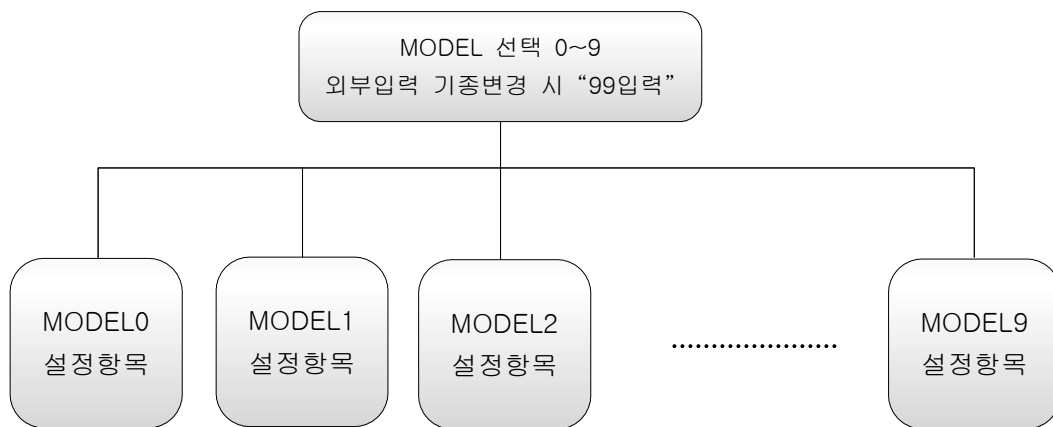 MODEL 선택 0~9
외부입력 기종변경 시 “99입력”
MODEL0
설정항목
MODEL1
설정항목
MODEL2
설정항목
.....................
MODEL9
설정항목